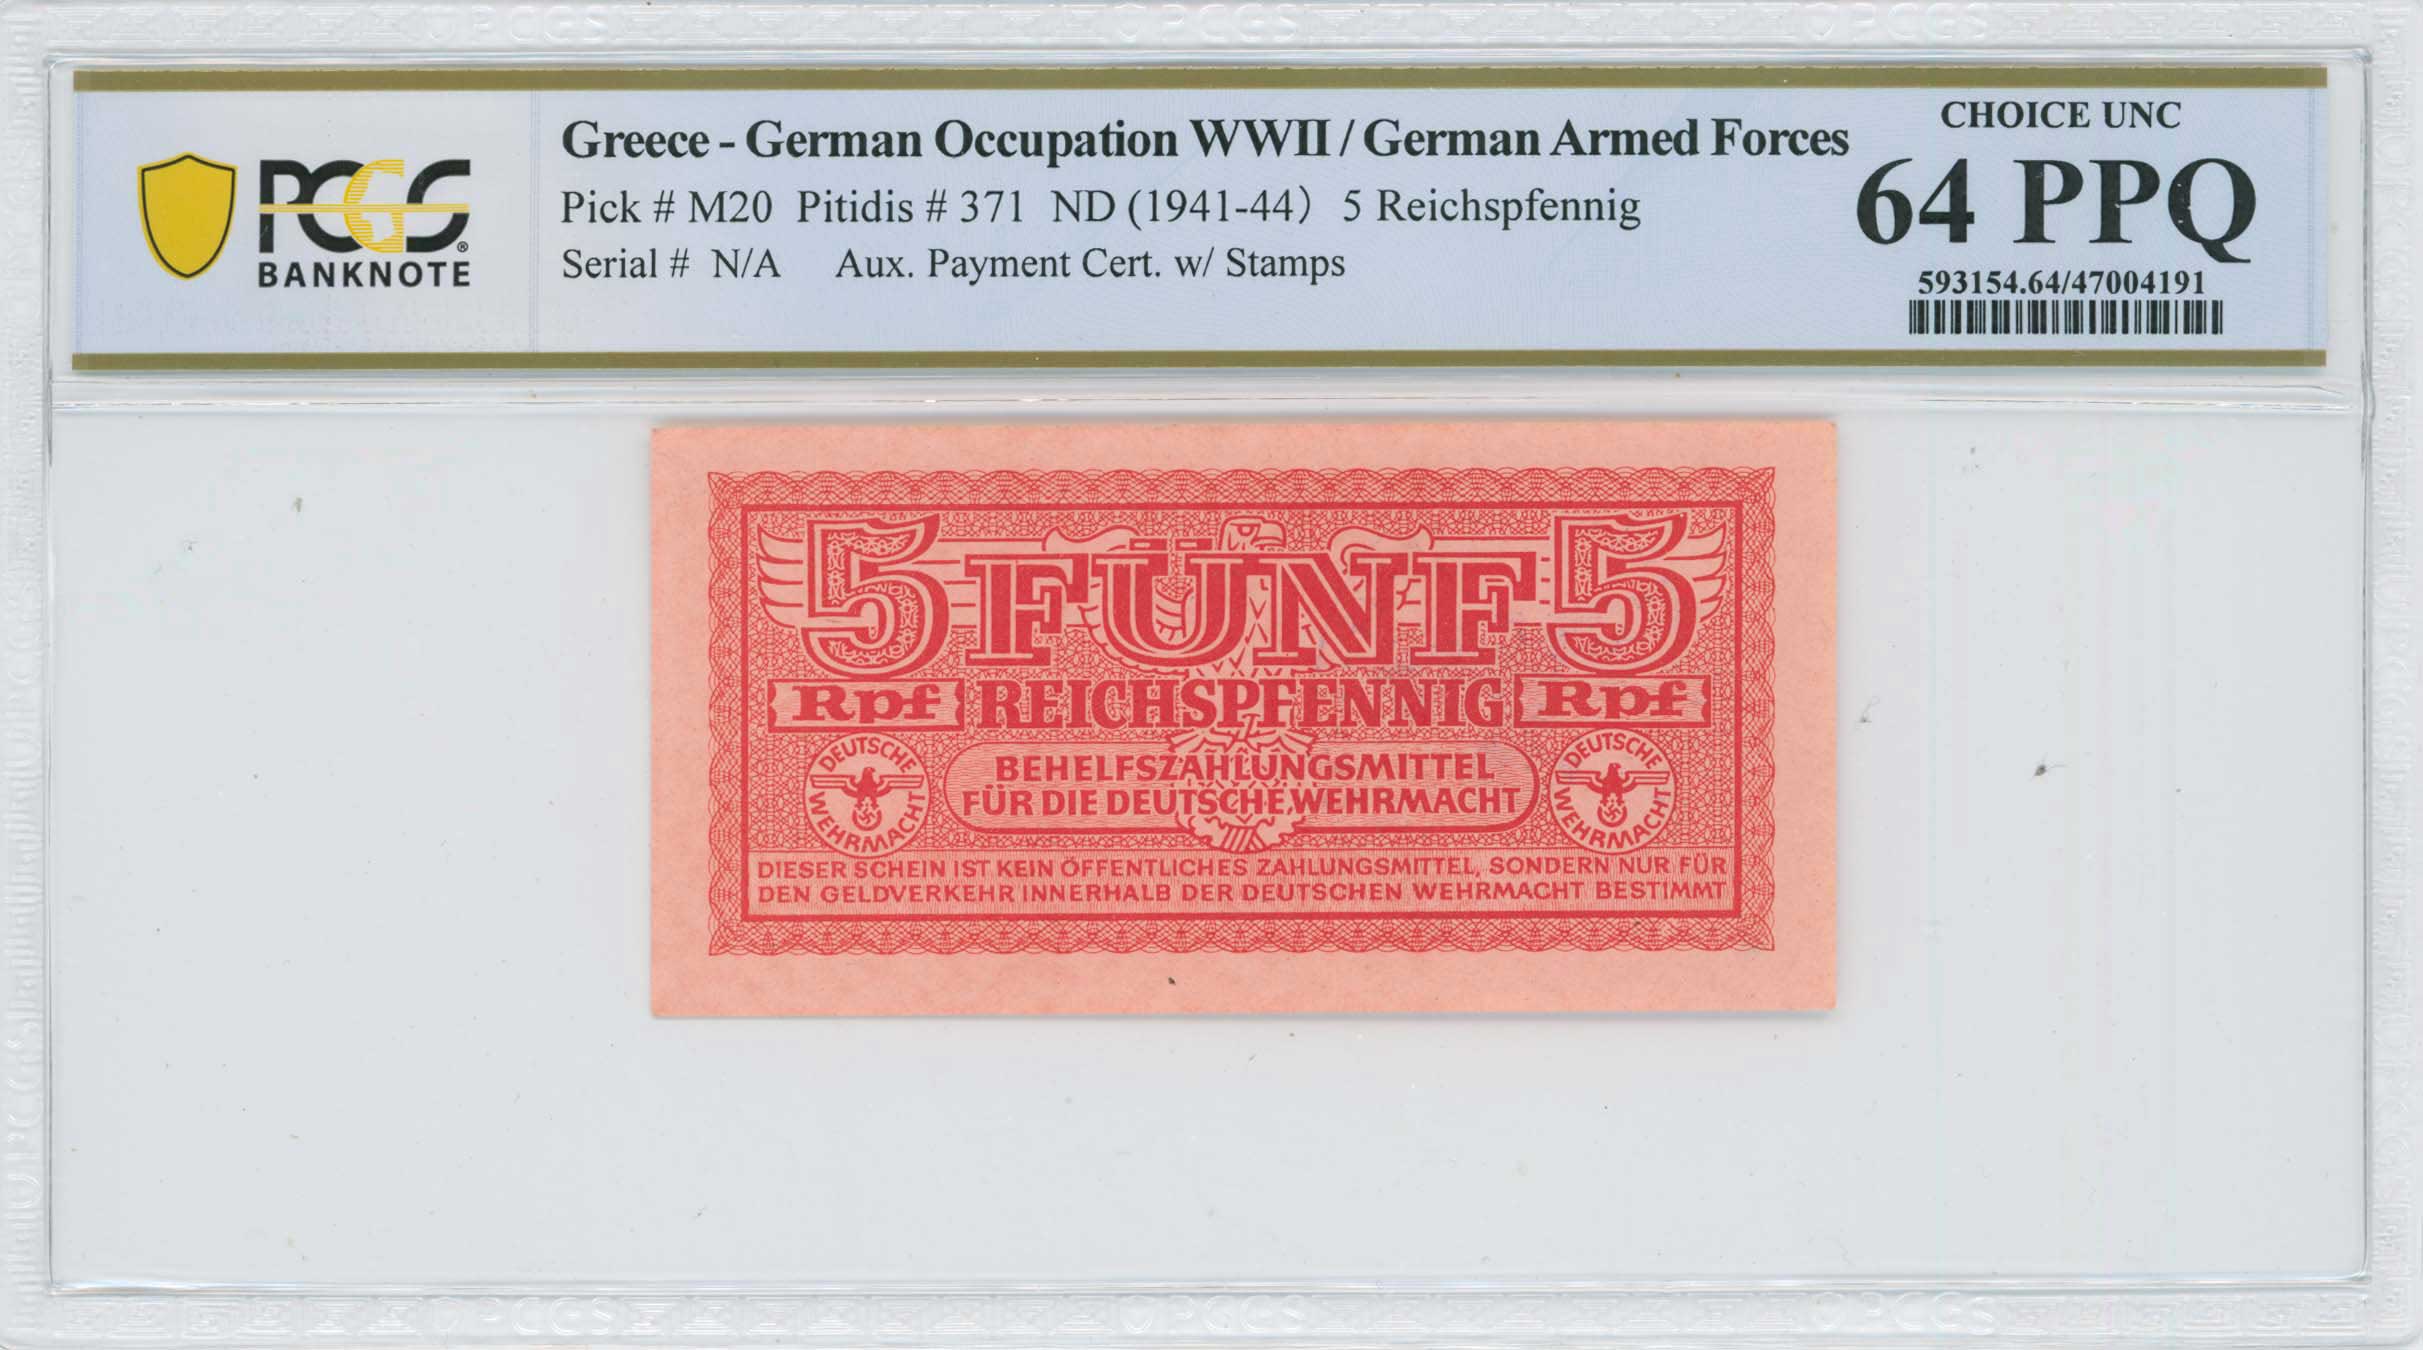 Greece - German Occupation WWII / German Armed Forces
Pick # M20 Pitidis # 371 ND (1941-44) 5 Reichspfennig
Serial # N/A Aux. Payment Cert. w/ Stamps
PCGS
BANKNOTE
CHOICE UNC
64 PPQ
593154.64/47004191
5 FÜNF 5
Rpf REICHSPFENNIG Rpf
BEHELFSZAHLUNGSMITTEL
FÜR DIE DEUTSCHE WEHRMACHT
DEUTSCHE WEHRMACHT
DEUTSCHE WEHRMACHT
DIESER SCHEIN IST KEIN ÖFFENTLICHES ZAHLUNGSMITTEL, SONDERN NUR FÜR
DEN GELDVERKEHR INNERHALB DER DEUTSCHEN WEHRMACHT BESTIMMT